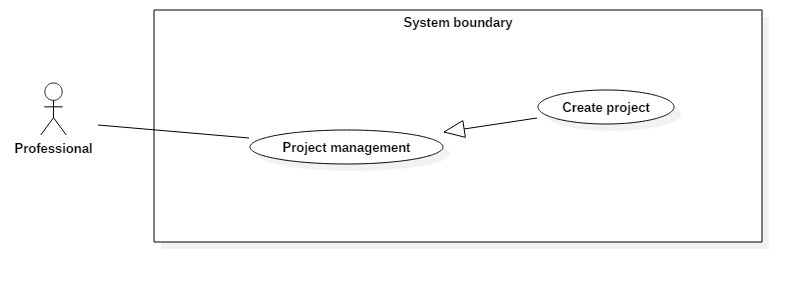 System boundary
Create project
Project management
Professional